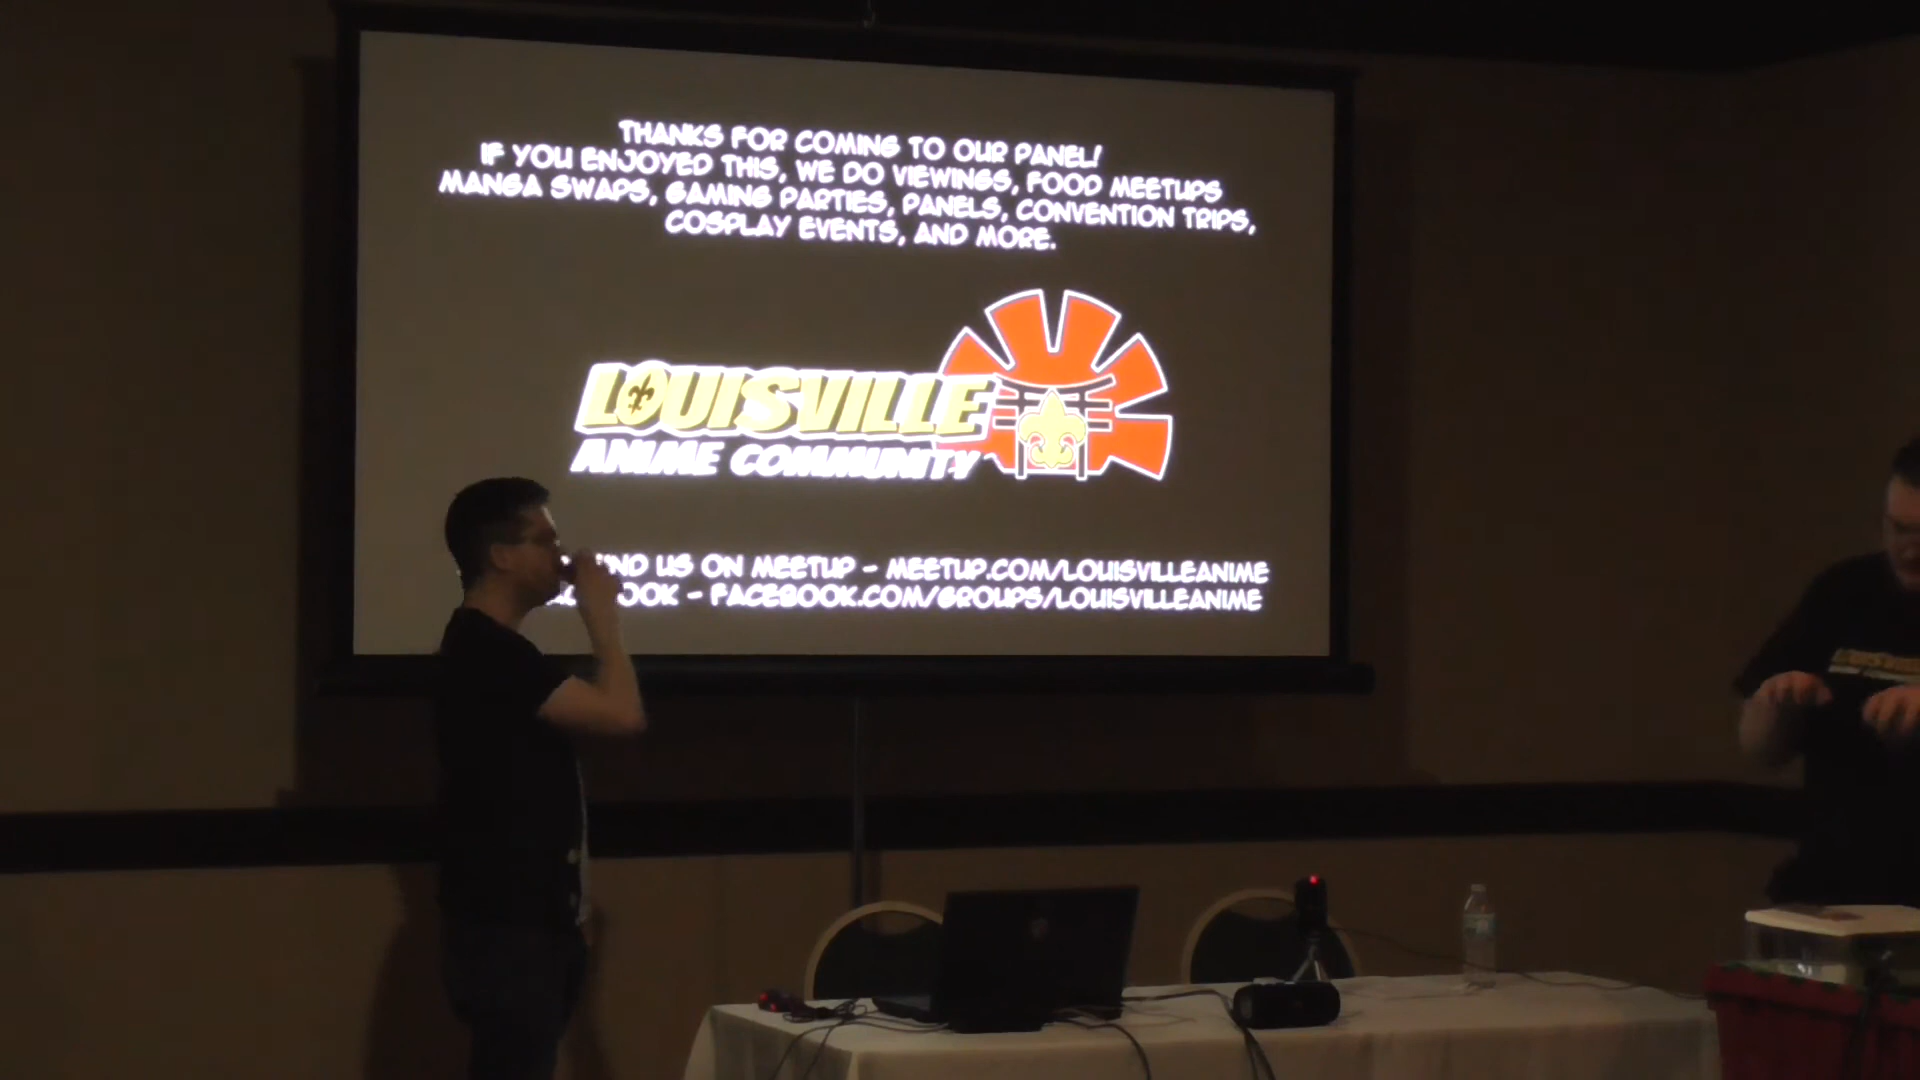 THANKS FOR COMING TO OUR PANEL!
IF YOU ENJOYED THIS, WE DO VIEWINGS, FOOD MEETUPS
MANGA SWAPS, GAMING PARTIES, PANELS, CONVENTION TRIPS,
COSPLAY EVENTS, AND MORE.
LOUISVILLE
ANIME COMMUNITY
US ON MEETUP - MEETUP.COM/LOUISVILLEANIME
- FACEBOOK.COM/GROUPS/LOUISVILLEANIME